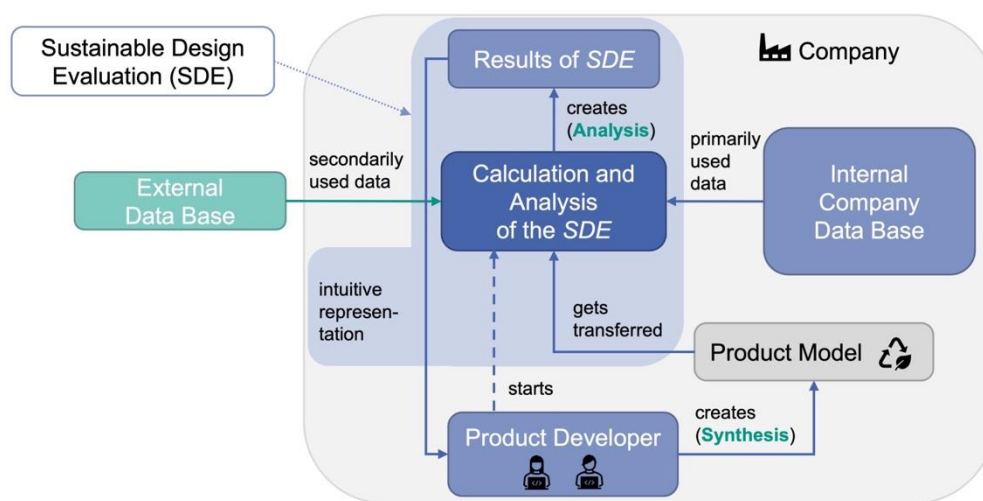 Sustainable Design
Evaluation (SDE)
Company
Results of SDE
creates
(Analysis)
secondarily
used data
primarily
used
data
External
Data Base
Calculation and
Analysis
of the SDE
Internal
Company
Data Base
intuitive
represen-
tation
gets
transferred
Product Model
starts
creates
(Synthesis)
Product Developer